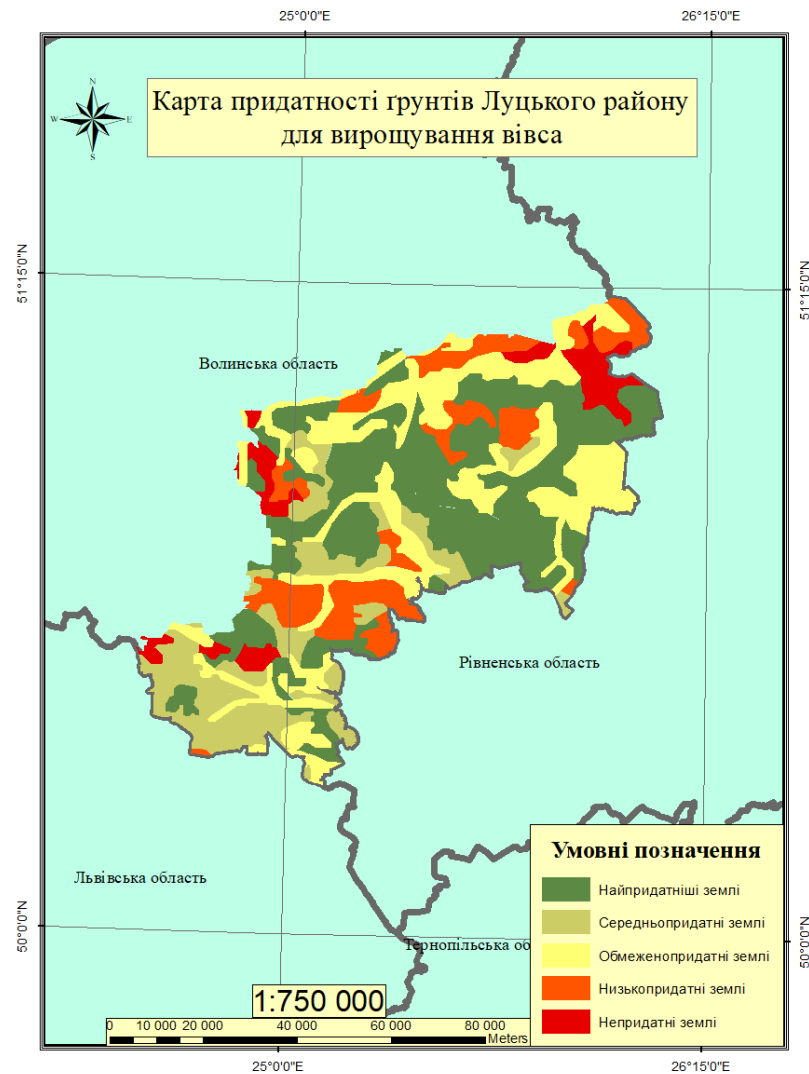 25°0'0"E 26°15'0"E
N
W E
S
Карта придатності ґрунтів Луцького району
для вирощування вівса
51°15'0"N
51°15'0"N
Волинська область
Рівненська область
Умовні позначення
Львівська область
Найпридатніші землі
Середньопридатні землі
50°0'0"N
50°0'0"N
Тернопільська об
Обмеженопридатні землі
Низькопридатні землі
1:750 000
Непридатні землі
0 10 000 20 000 40 000 60 000 80 000
Meters
25°0'0"E 26°15'0"E